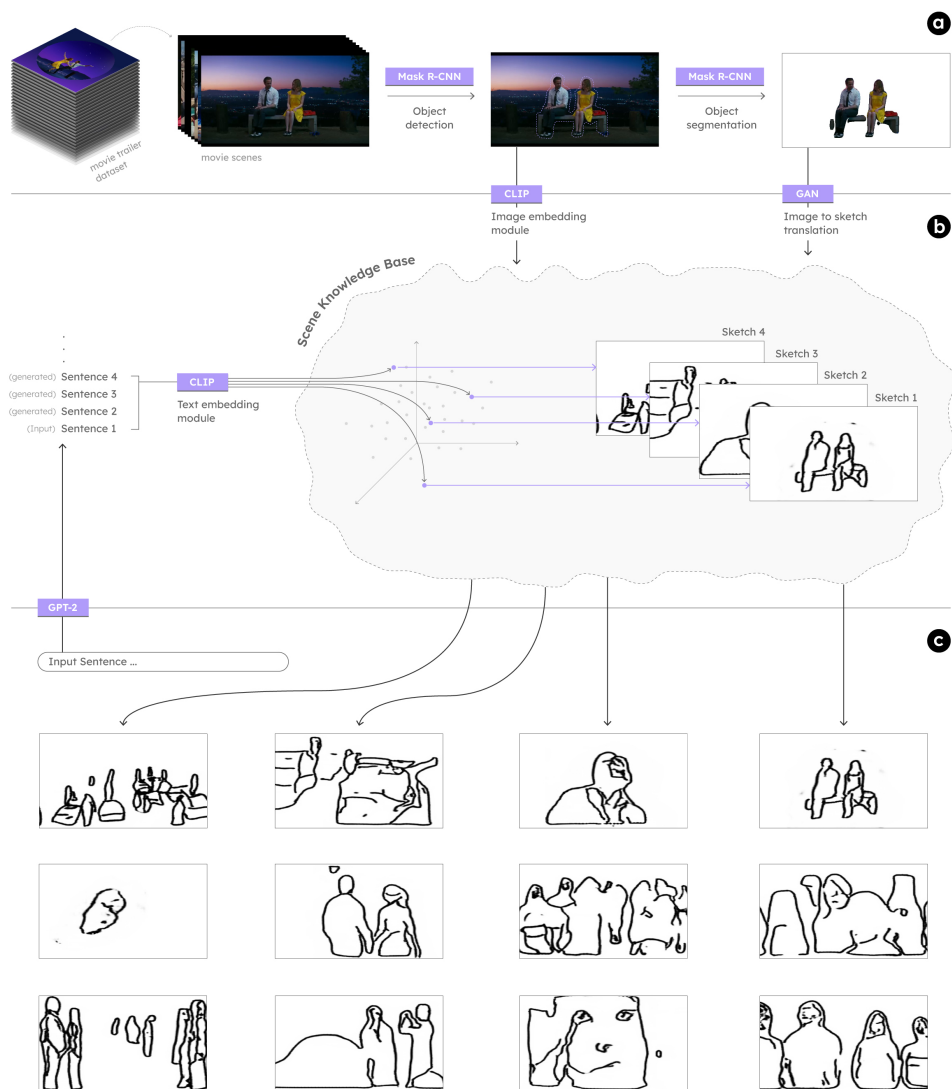 a
Mask R-CNN
Mask R-CNN
Object
detection
Object
segmentation
movie trailer
dataset
movie scenes
CLIP
GAN
Image embedding
module
Image to sketch
translation
b
Scene Knowledge Base
Sketch 4
Sketch 3
Sketch 2
Sketch 1
(generated) Sentence 4
(generated) Sentence 3
(generated) Sentence 2
(Input) Sentence 1
CLIP
Text embedding
module
GPT-2
c
Input Sentence ...